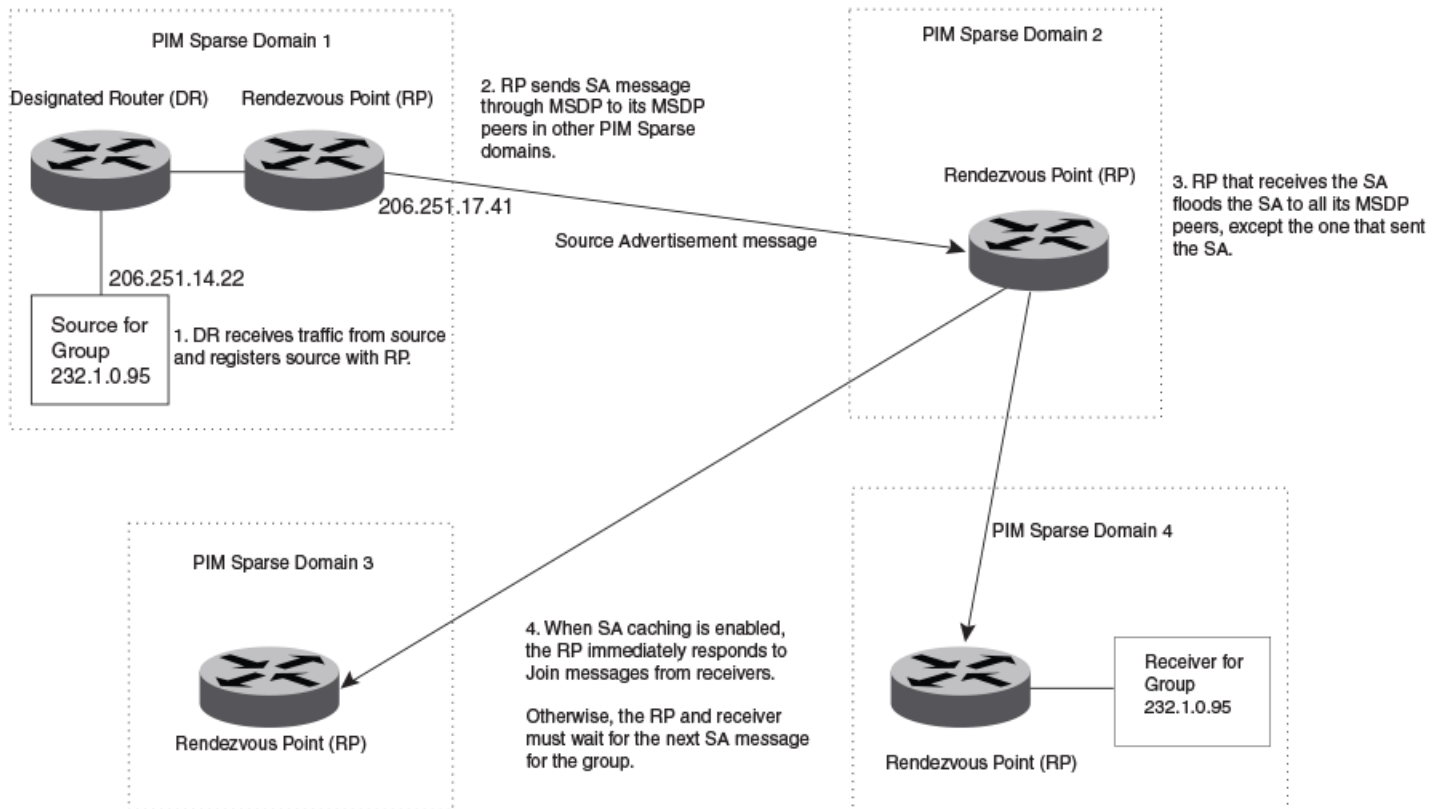 PIM Sparse Domain 1
Designated Router (DR)
Rendezvous Point (RP)
206.251.17.41
206.251.14.22
Source for
Group
232.1.0.95
1. DR receives traffic from source
and registers source with RP.
2. RP sends SA message
through MSDP to its MSDP
peers in other PIM Sparse
domains.
Source Advertisement message
PIM Sparse Domain 2
Rendezvous Point (RP)
3. RP that receives the SA
floods the SA to all its MSDP
peers, except the one that sent
the SA.
PIM Sparse Domain 3
Rendezvous Point (RP)
4. When SA caching is enabled,
the RP immediately responds to
Join messages from receivers.
Otherwise, the RP and receiver
must wait for the next SA message
for the group.
PIM Sparse Domain 4
Rendezvous Point (RP)
Receiver for
Group
232.1.0.95